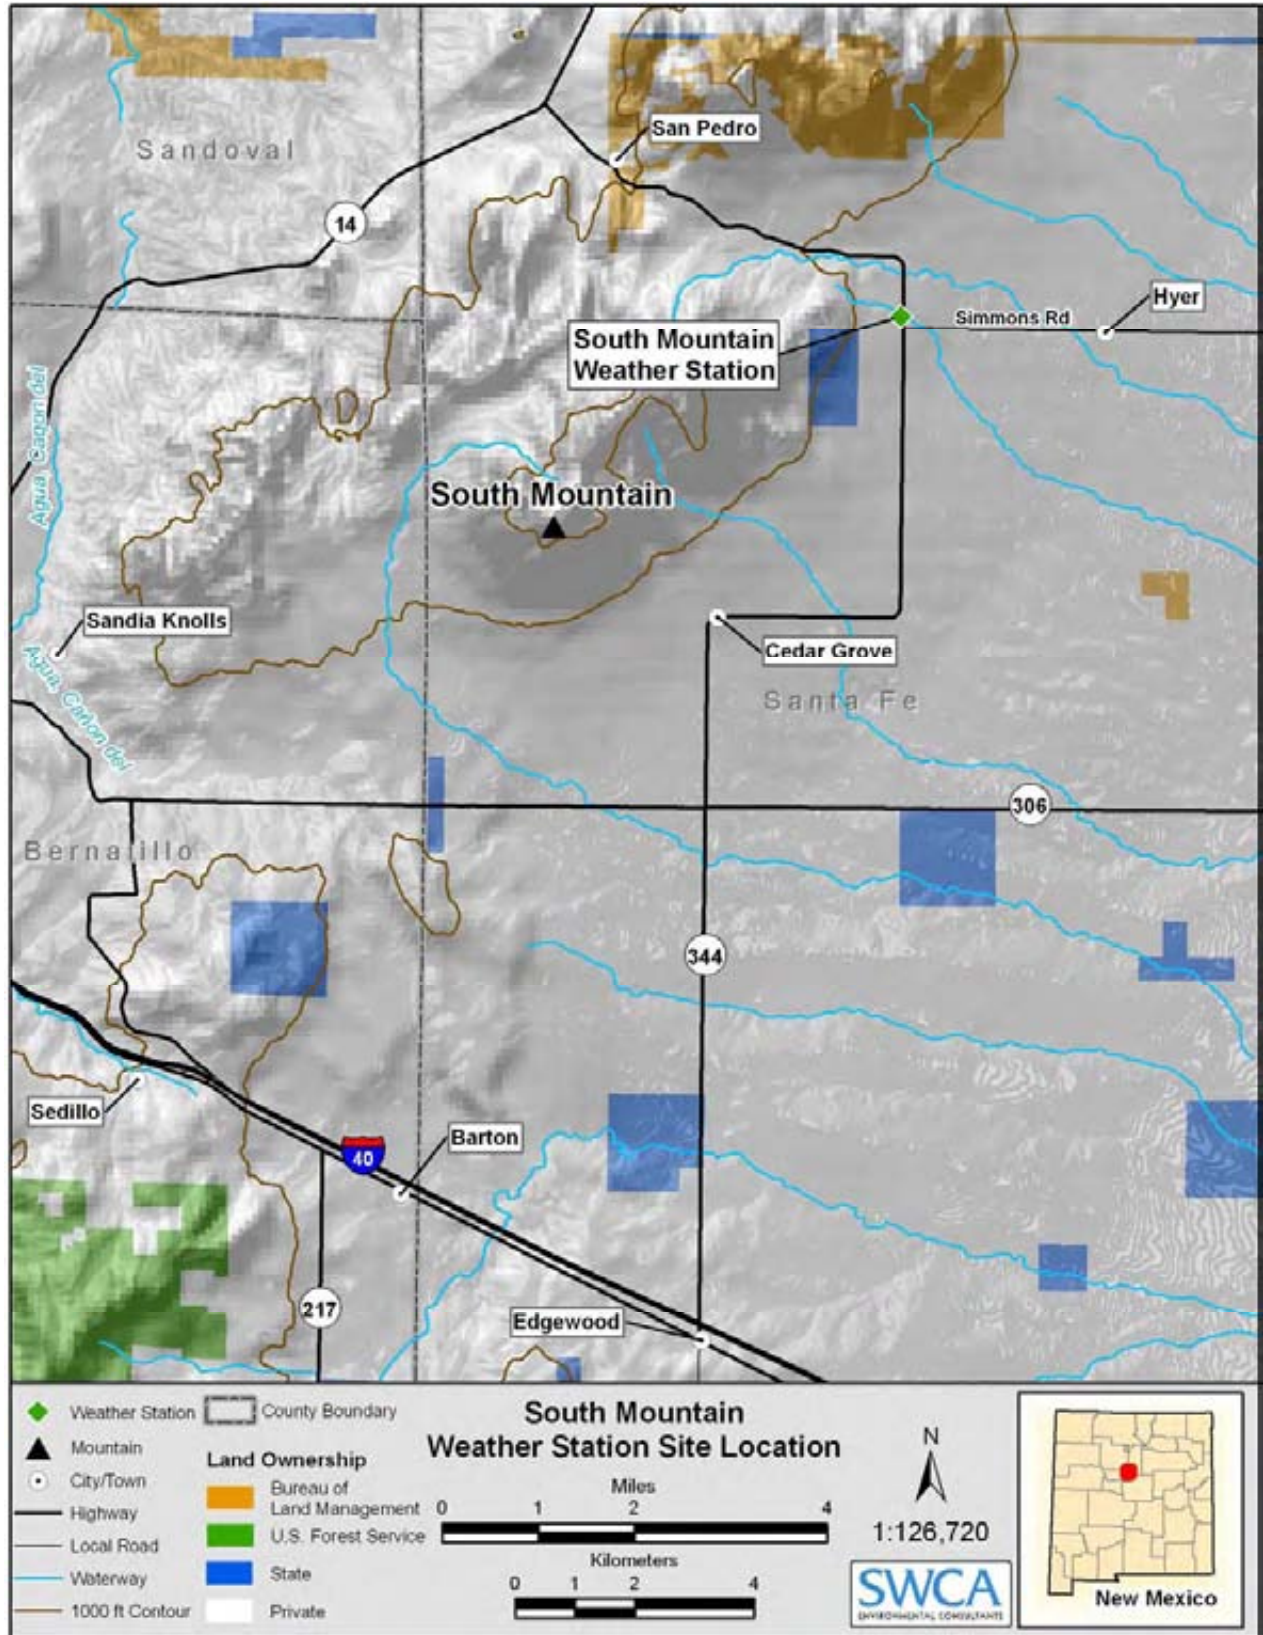 San Pedro
Sandoval
14
Hyer
Simmons Rd
South Mountain
Weather Station
Agua, Cañon del
South Mountain
Sandia Knolls
Cedar Grove
Agua, Cañon del
Santa Fe
306
Bernalillo
344
Sedillo
Barton
40
217
Edgewood
Weather Station
Mountain
City/Town
Highway
Local Road
Waterway
1000 ft Contour
County Boundary
Land Ownership
Bureau of
Land Management
U.S. Forest Service
State
Private
South Mountain
Weather Station Site Location
Miles
0 1 2 4
Kilometers
0 1 2 4
N
1:126,720
SWCA
ENVIRONMENTAL CONSULTANTS
New Mexico